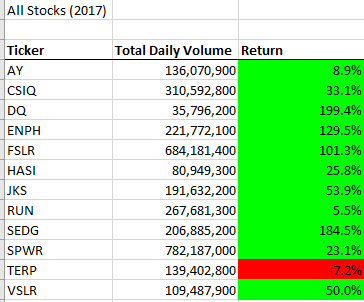 All Stocks (2017)
Ticker Total Daily Volume Return
AY 136,070,900 8.9%
CSIQ 310,592,800 33.1%
DQ 35,796,200 199.4%
ENPH 221,772,100 129.5%
FSLR 684,181,400 101.3%
HASI 80,949,300 25.8%
JKS 191,632,200 53.9%
RUN 267,681,300 5.5%
SEDG 206,885,200 184.5%
SPWR 782,187,000 23.1%
TERP 139,402,800 -7.2%
VSLR 109,487,900 50.0%